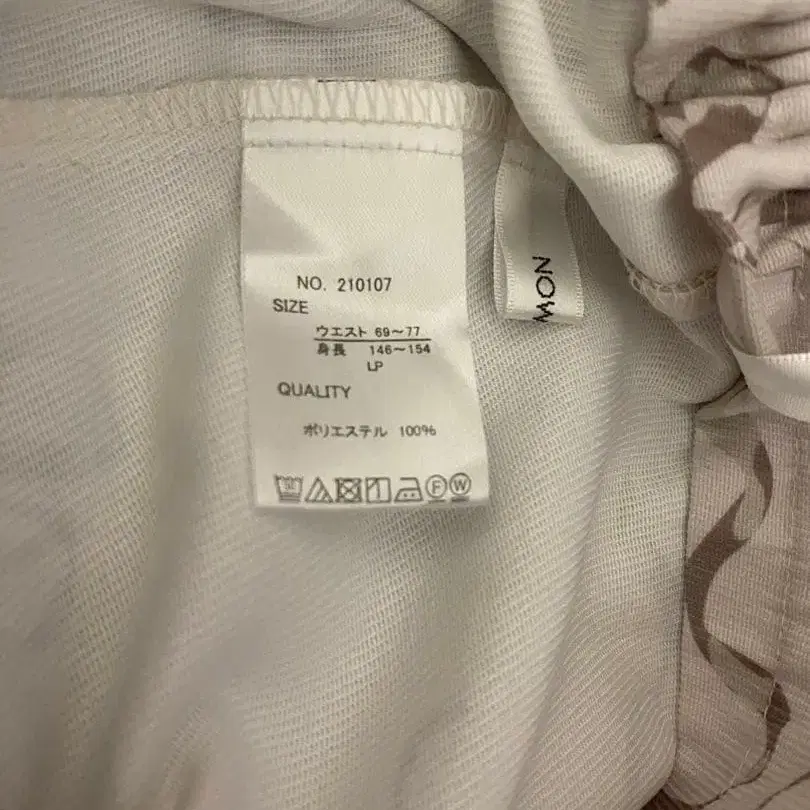 NO. 210107
SIZE
ウエスト 69～77
身長 146～154
LP
QUALITY
ポリエステル 100%
F W
MON